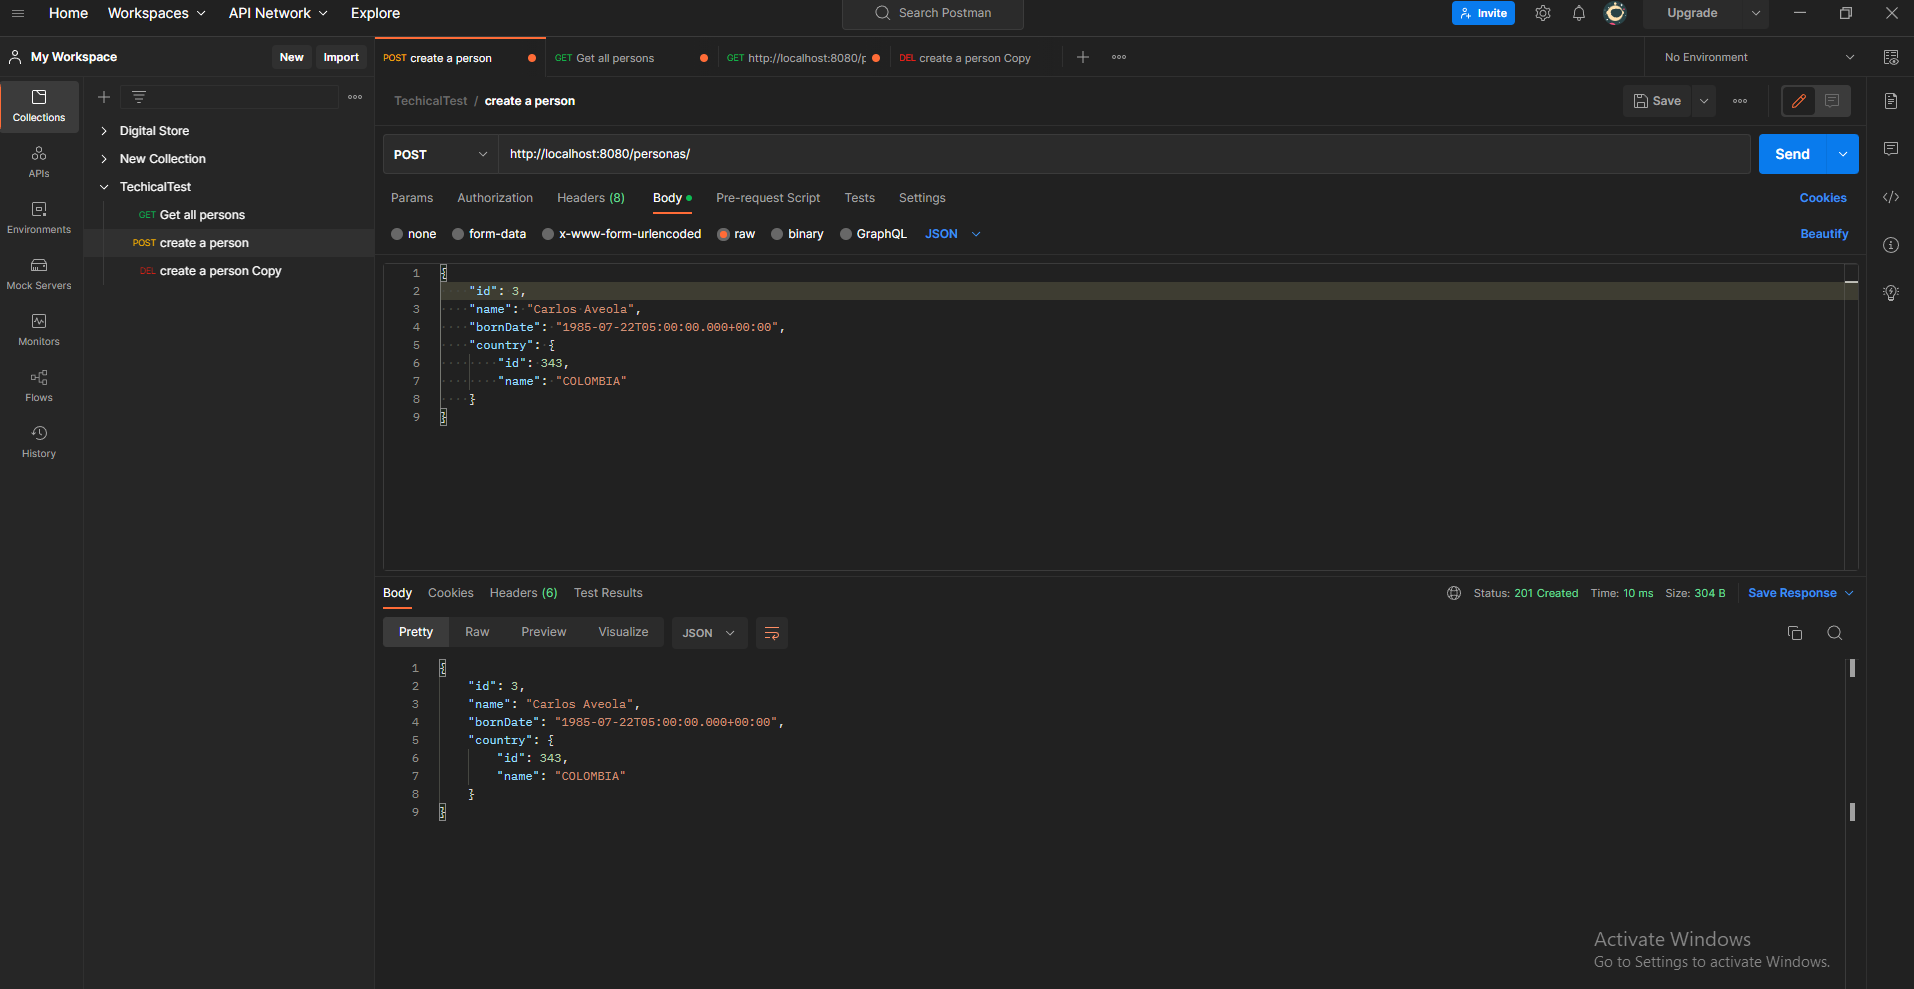 Home Workspaces API Network Explore Search Postman Invite Upgrade
My Workspace New Import
POST create a person GET Get all persons GET http://localhost:8080/p DEL create a person Copy No Environment
Collections
APIs
Environments
Mock Servers
Monitors
Flows
History
Digital Store
New Collection
TechicalTest
GET Get all persons
POST create a person
DEL create a person Copy
TechicalTest / create a person Save
POST http://localhost:8080/personas/ Send
Params Authorization Headers (8) Body Pre-request Script Tests Settings Cookies
none form-data x-www-form-urlencoded raw binary GraphQL JSON Beautify
1 {
2 "id": 3,
3 "name": "Carlos Aveola",
4 "bornDate": "1985-07-22T05:00:00.000+00:00",
5 "country": {
6 "id": 343,
7 "name": "COLOMBIA"
8 }
9 }
Body Cookies Headers (6) Test Results Status: 201 Created Time: 10 ms Size: 304 B Save Response
Pretty Raw Preview Visualize JSON
1 {
2 "id": 3,
3 "name": "Carlos Aveola",
4 "bornDate": "1985-07-22T05:00:00.000+00:00",
5 "country": {
6 "id": 343,
7 "name": "COLOMBIA"
8 }
9 }
Activate Windows
Go to Settings to activate Windows.